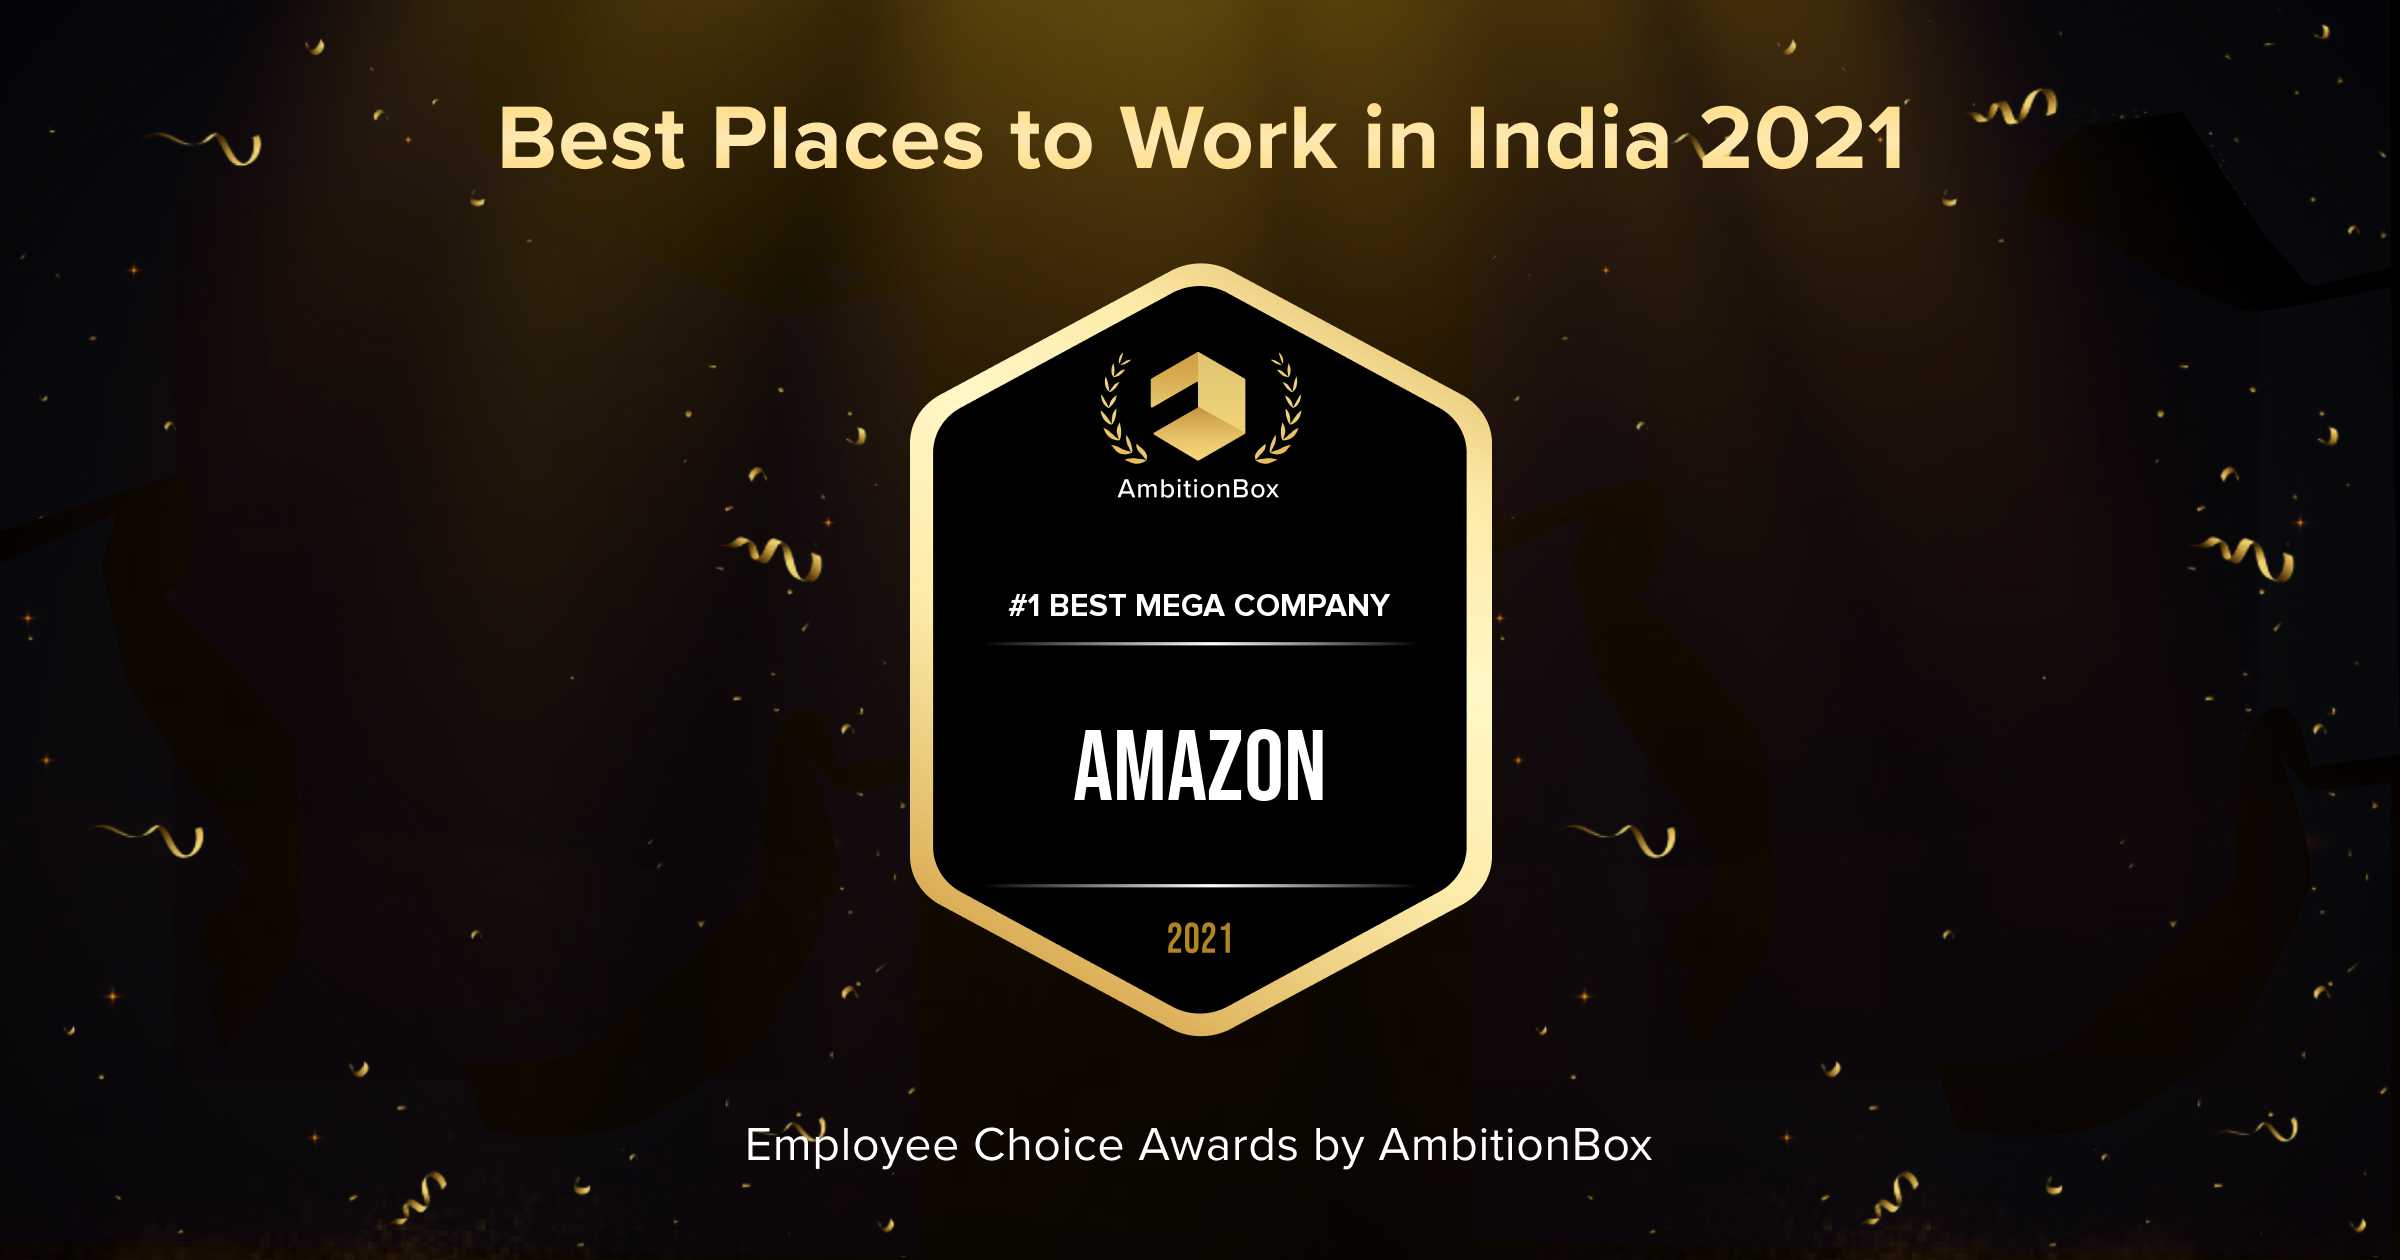 Best Places to Work in India 2021
AmbitionBox
#1 BEST MEGA COMPANY
AMAZON
2021
Employee Choice Awards by AmbitionBox